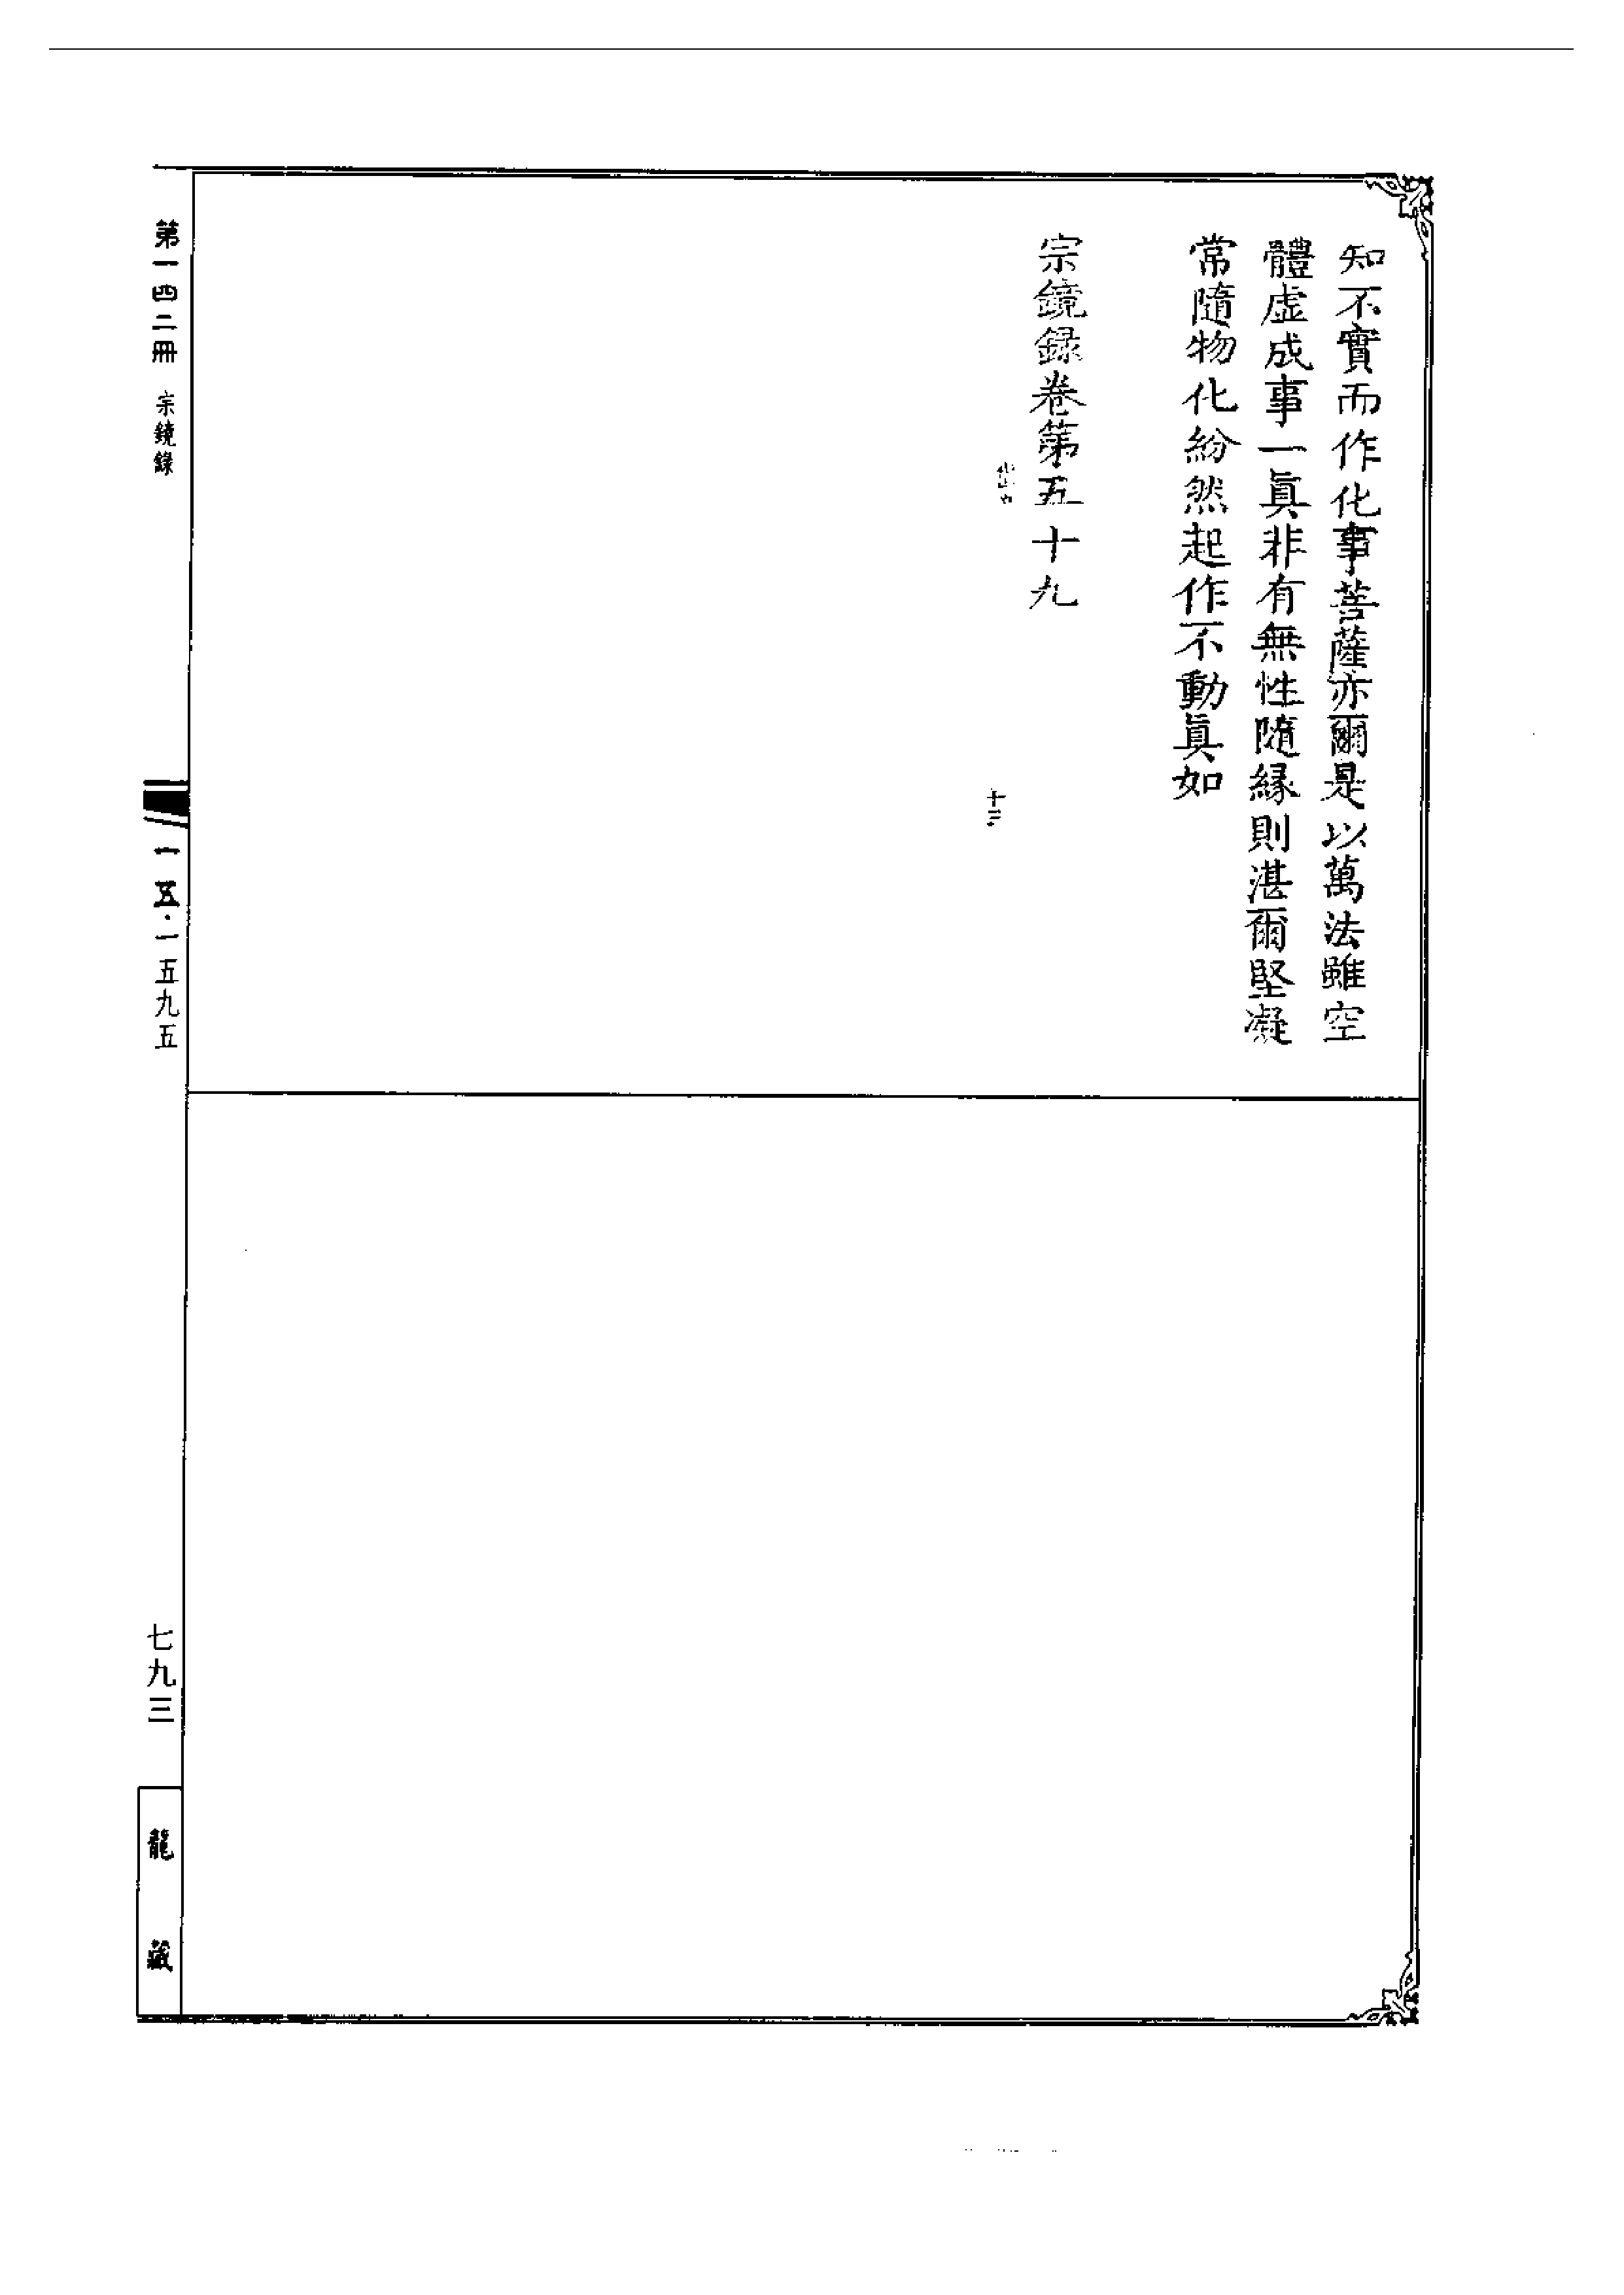 知不實而作化事菩薩亦爾是以萬法雖空
體虛成事一眞非有無性隨緣則湛爾堅凝
常隨物化紛然起作不動眞如
宗鏡録卷第五十九
十三
第一四二冊 宗鏡錄
一五·一五九五
七九三
龍藏